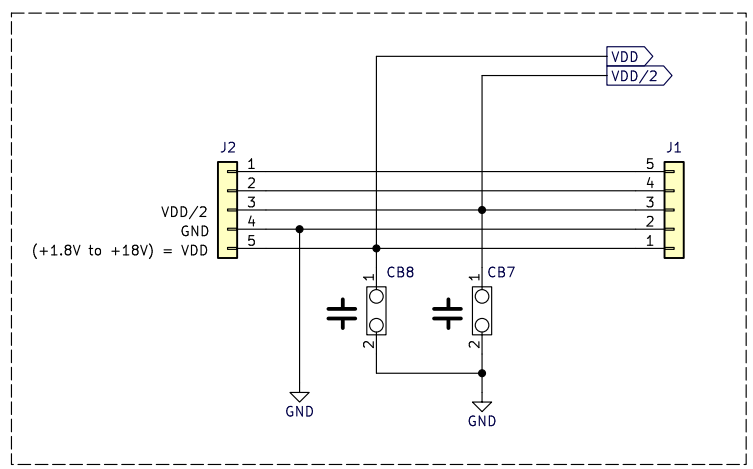 VDD
VDD/2
J2
J1
1
5
2
4
VDD/2
3
3
GND
4
2
(+1.8V to +18V) = VDD
5
1
1
CB8
1
CB7
2
2
GND
GND